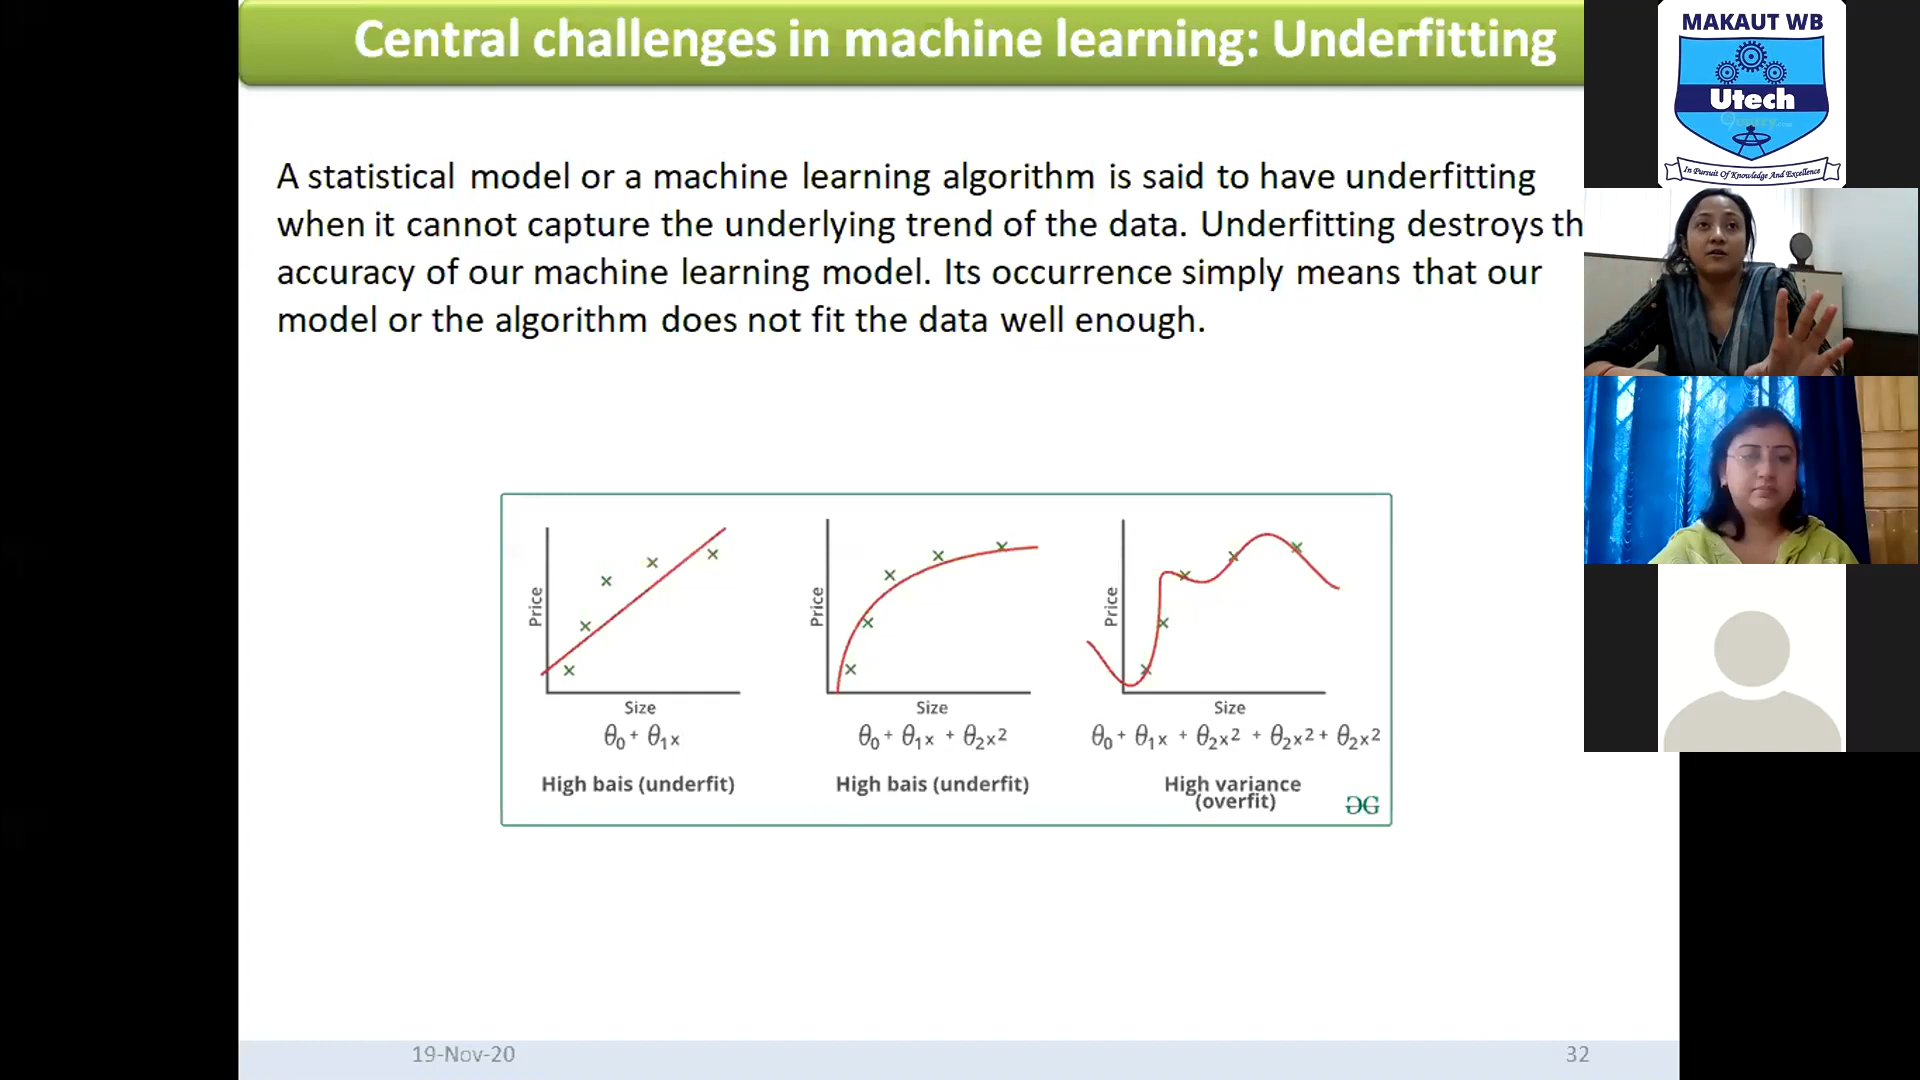 Central challenges in machine learning: Underfitting
A statistical model or a machine learning algorithm is said to have underfitting
when it cannot capture the underlying trend of the data. Underfitting destroys th
accuracy of our machine learning model. Its occurrence simply means that our
model or the algorithm does not fit the data well enough.
Price
Size
θ0 + θ1x
High bais (underfit)
Price
Size
θ0 + θ1x + θ2x2
High bais (underfit)
Price
Size
θ0 + θ1x + θ2x2 + θ2x2 + θ2x2
High variance
(overfit)
19-Nov-20
32
MAKAUT WB
Utech
In Pursuit Of Knowledge And Excellence